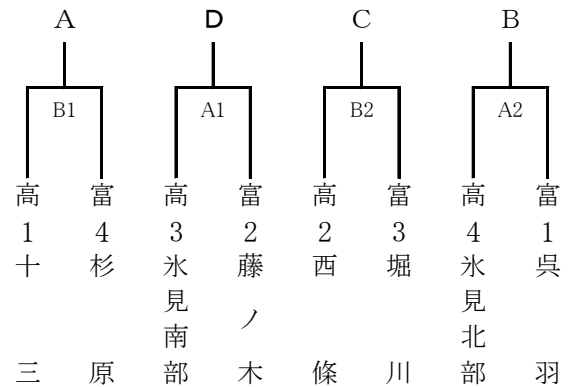 A D C B
B1 A1 B2 A2
高1 十三
富4 杉原
高3 氷見南部
富2 藤ノ木
高2 西條
富3 堀川
高4 氷見北部
富1 呉羽